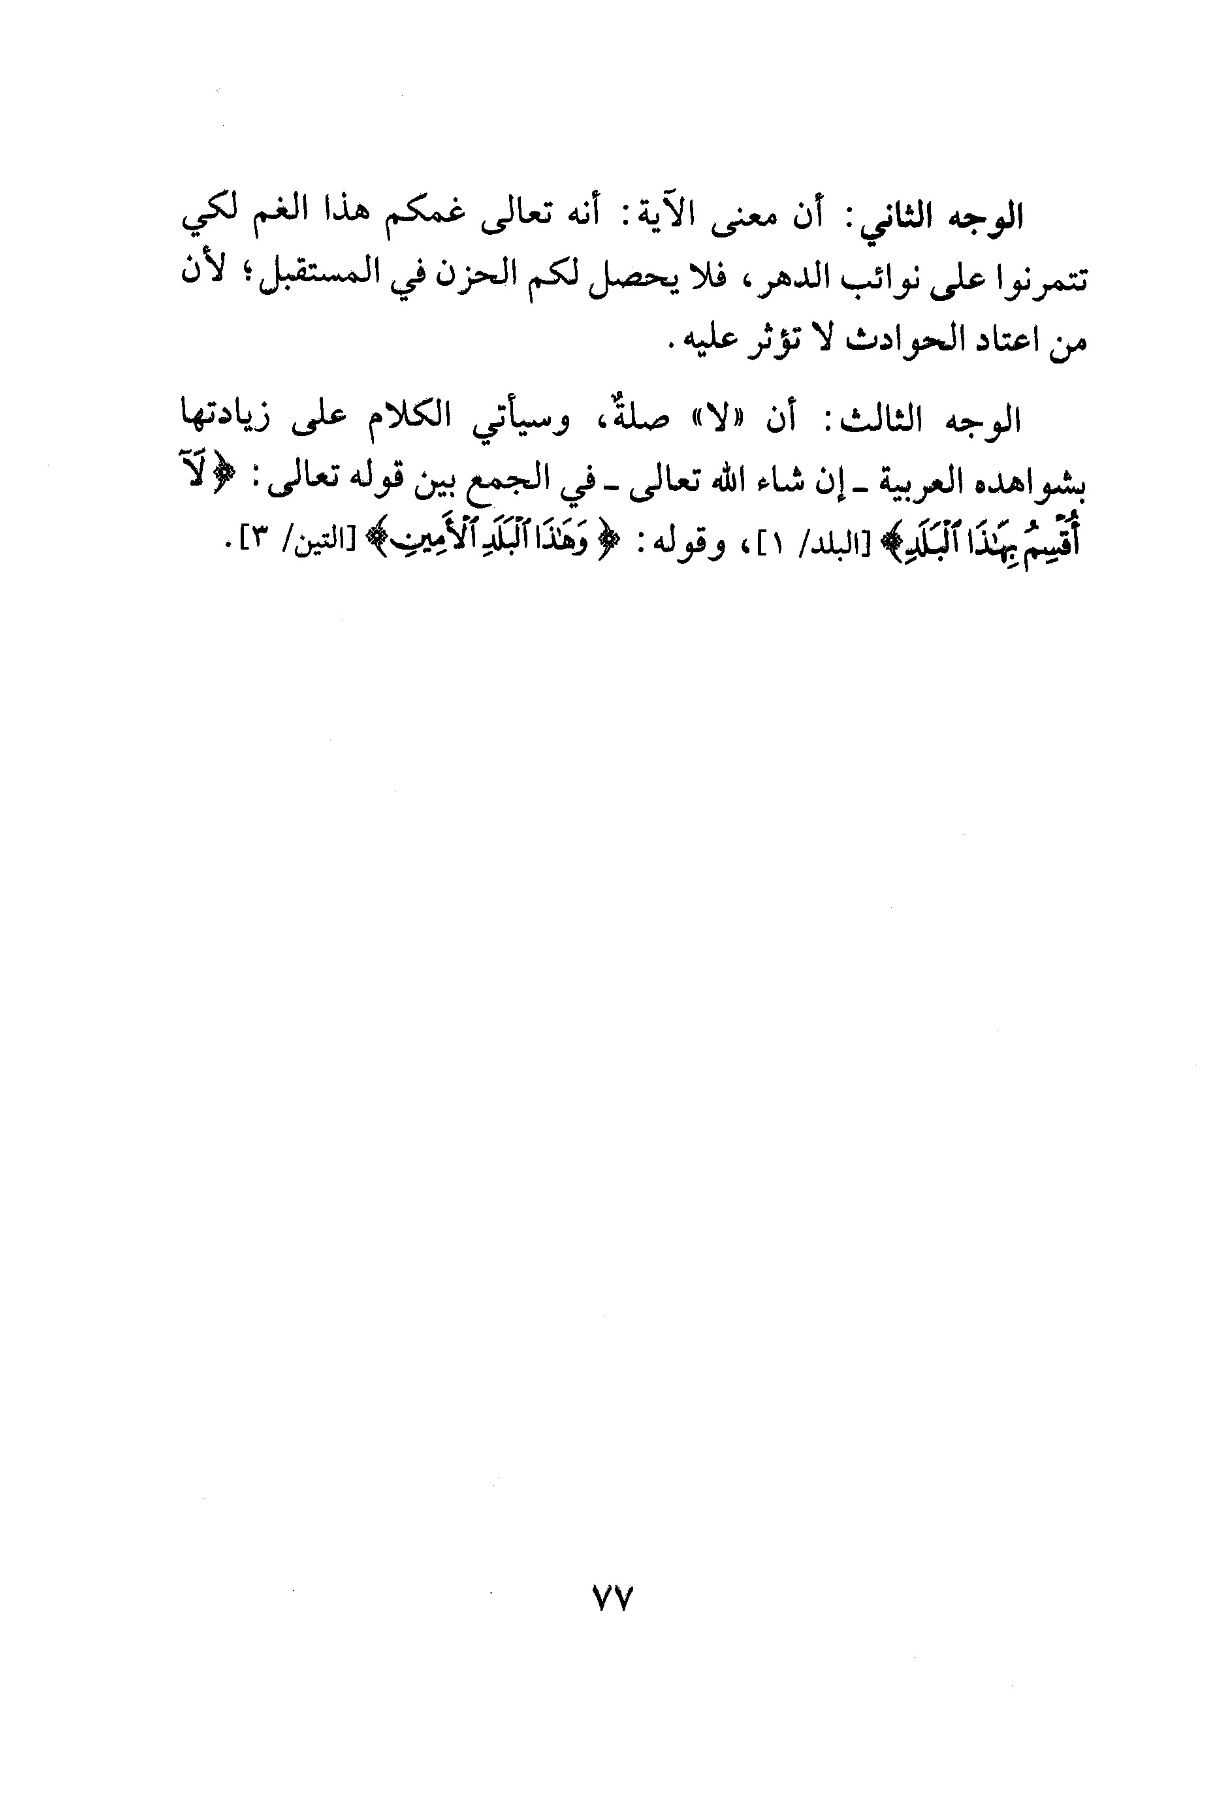 الوجه الثاني: أن معنى الآية: أنه تعالى غمكم هذا الغم لكي
تتمرنوا على نوائب الدهر، فلا يحصل لكم الحزن في المستقبل؛ لأن
من اعتاد الحوادث لا تؤثر عليه.
الوجه الثالث: أن «لا» صلةٌ، وسيأتي الكلام على زيادتها
بشواهده العربية ـ إن شاء الله تعالى ـ في الجمع بين قوله تعالى: ﴿لَآ
أُقْسِمُ بِهَٰذَا ٱلْبَلَدِ﴾ [البلد/ ١]، وقوله: ﴿وَهَٰذَا ٱلْبَلَدِ ٱلْأَمِينِ﴾ [التين/ ٣].
٧٧